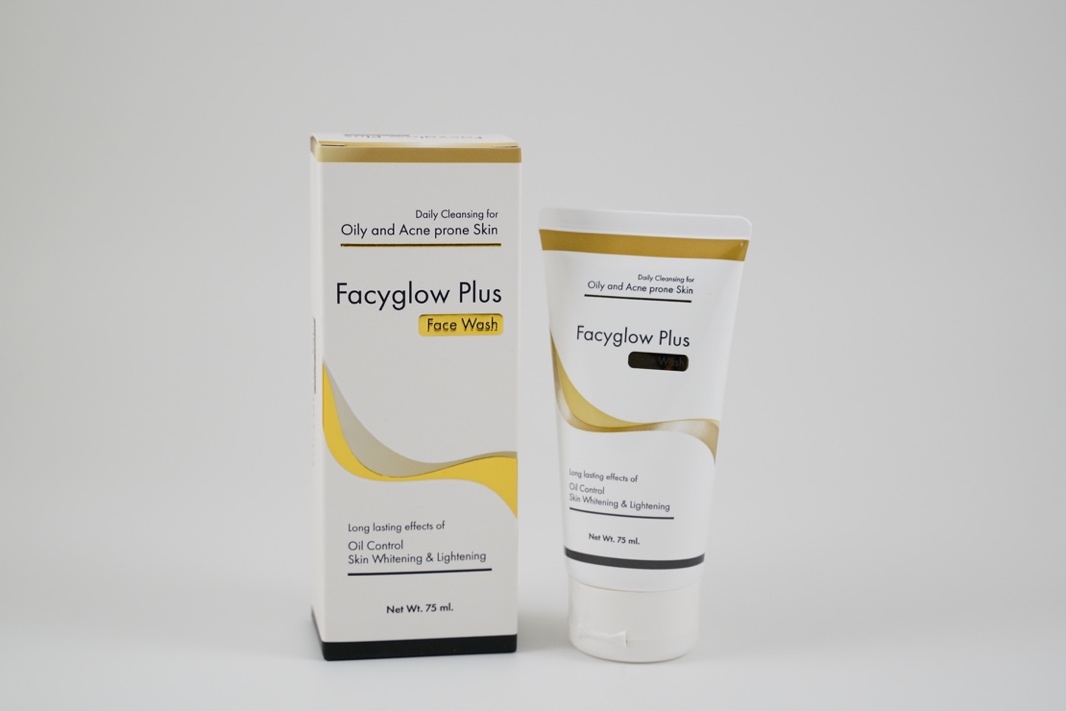 Daily Cleansing for
Oily and Acne prone Skin
Facyglow Plus
Face Wash
Long lasting effects of
Oil Control
Skin Whitening & Lightening
Net Wt. 75 ml.
Daily Cleansing for
Oily and Acne prone Skin
Facyglow Plus
Face Wash
Long lasting effects of
Oil Control
Skin Whitening & Lightening
Net Wt. 75 ml.